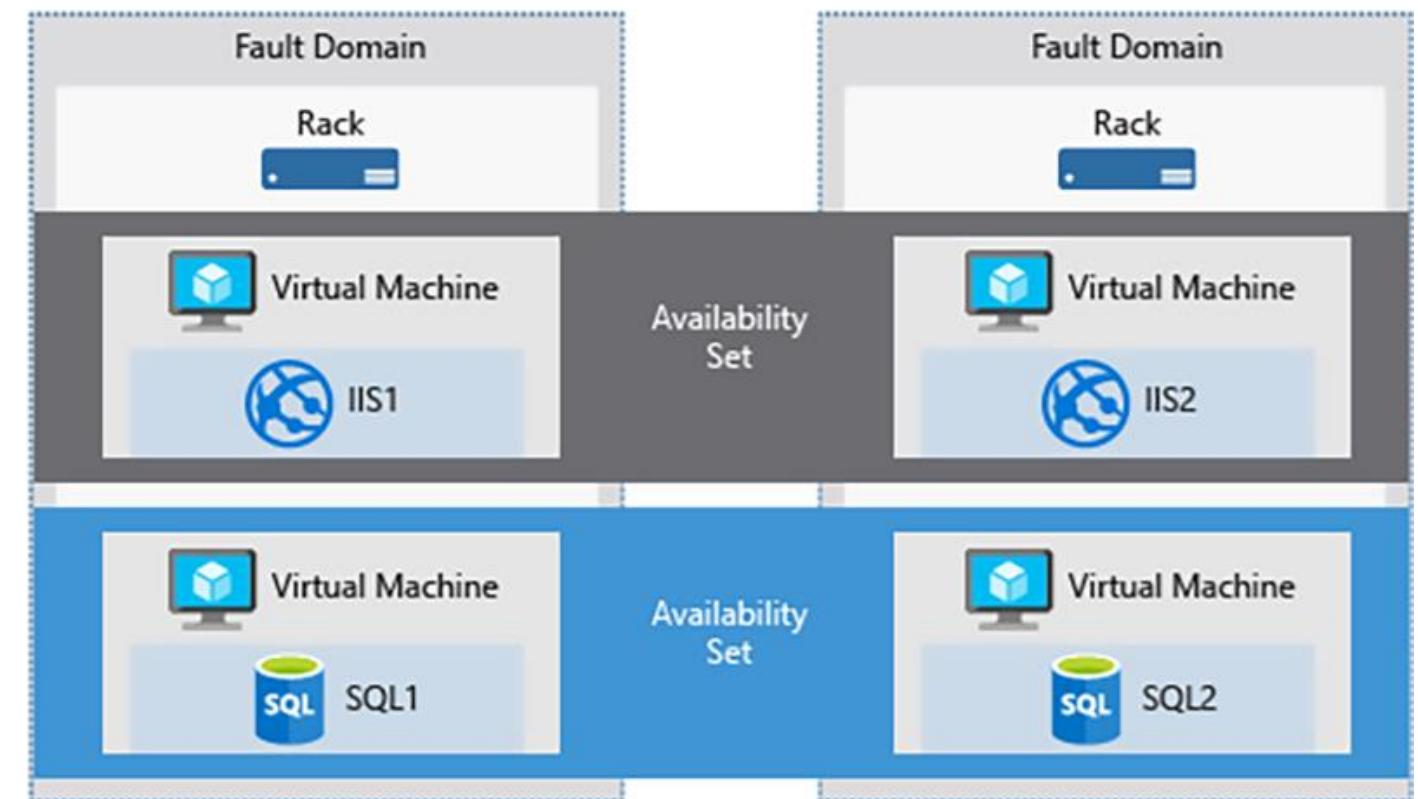 Fault Domain
Fault Domain
Rack
Rack
Virtual Machine
Virtual Machine
Availability
Set
IIS1
IIS2
Virtual Machine
Virtual Machine
Availability
Set
SQL SQL1
SQL SQL2